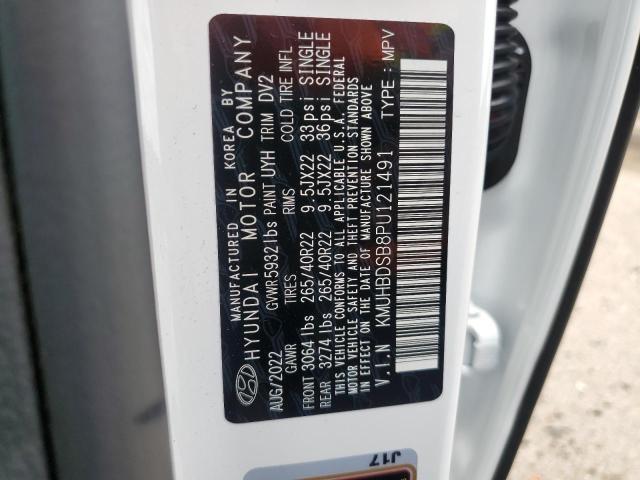 MANUFACTURED IN KOREA BY
HYUNDAI MOTOR COMPANY
AUG/2022 GVWR5932lbs PAINT UYH TRIM DV2
GAWR TIRES RIMS COLD TIRE INFL
FRONT 3064 lbs 265/40R22 9.5JX22 33psi SINGLE
REAR 3274 lbs 265/40R22 9.5JX22 36psi SINGLE
THIS VEHICLE CONFORMS TO ALL APPLICABLE U.S.A. FEDERAL
MOTOR VEHICLE SAFETY AND THEFT PREVENTION STANDARDS
IN EFFECT ON THE DATE OF MANUFACTURE SHOWN ABOVE
V.I.N KMUHBDSB8PU121491 TYPE : MPV
J17